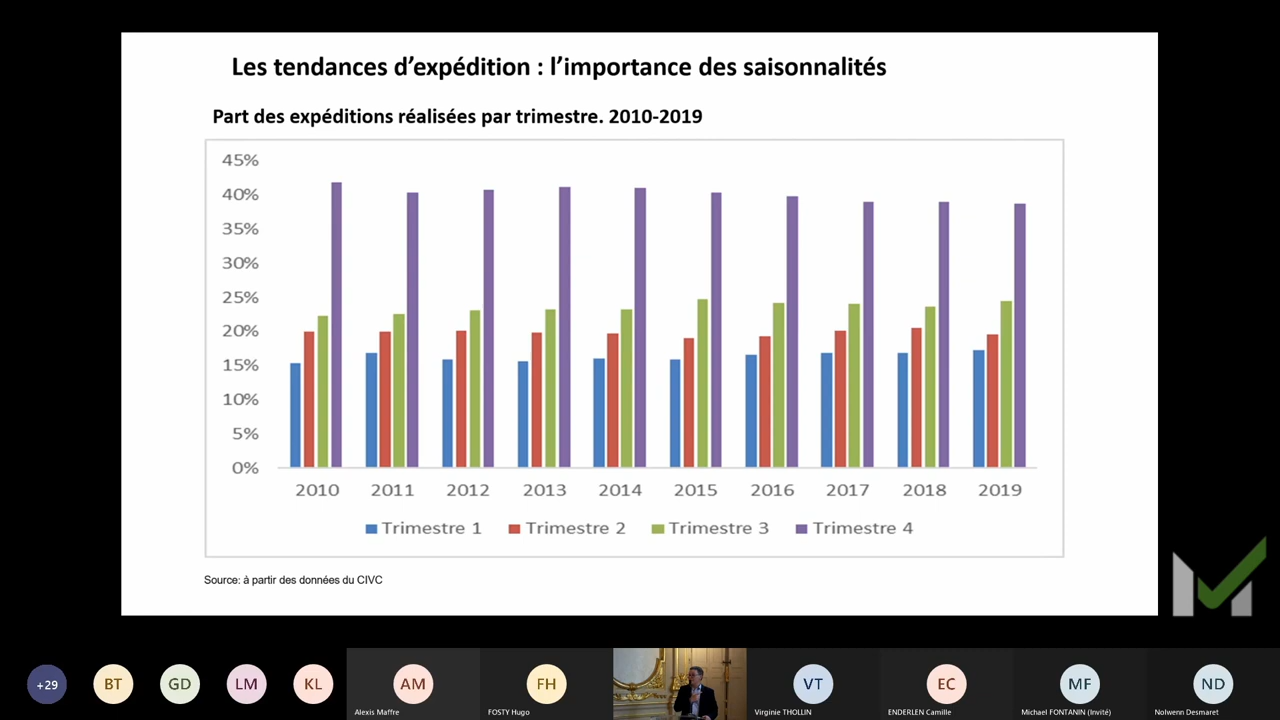 Les tendances d’expédition : l’importance des saisonnalités
Part des expéditions réalisées par trimestre. 2010-2019
45%
40%
35%
30%
25%
20%
15%
10%
5%
0%
2010 2011 2012 2013 2014 2015 2016 2017 2018 2019
Trimestre 1 Trimestre 2 Trimestre 3 Trimestre 4
Source: à partir des données du CIVC
+29 BT GD LM KL AM FH VT EC MF ND
Alexis Maffre FOSTY Hugo Virginie THOLLIN ENDERLEN Camille Michael FONTANIN (Invité) Nolwenn Desmaret